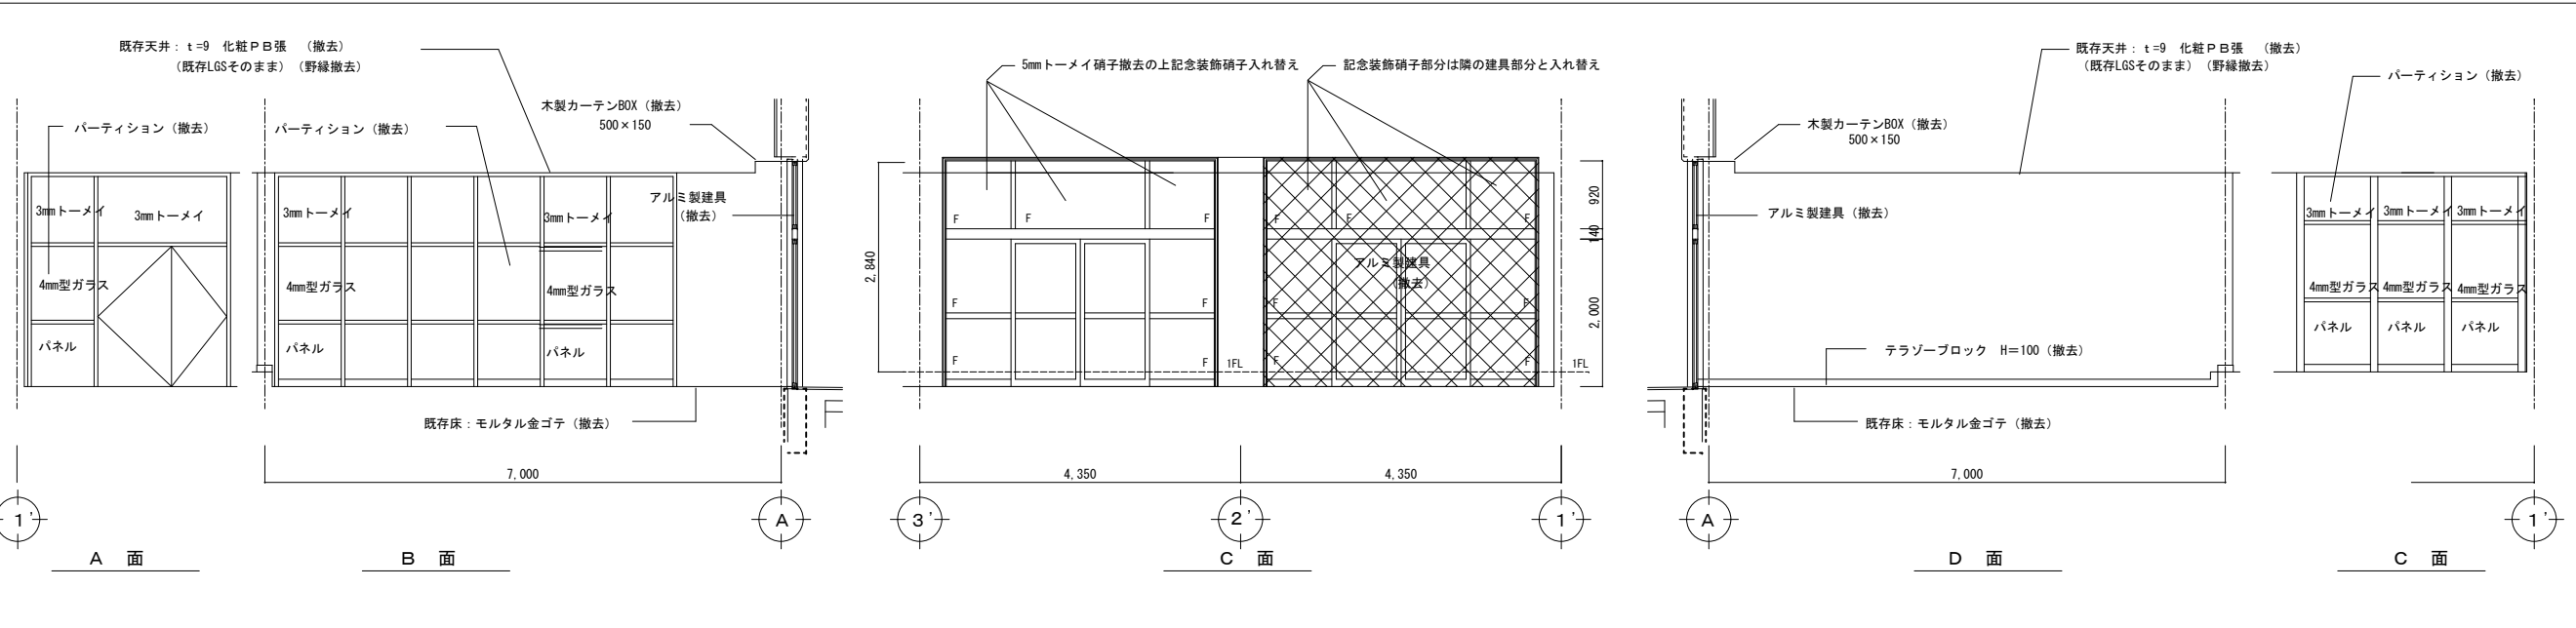 既存天井：ｔ=9　化粧ＰＢ張　（撤去）
（既存LGSそのまま）（野縁撤去）
木製カーテンBOX（撤去）
500×150
パーティション（撤去）
パーティション（撤去）
アルミ製建具
（撤去）
3mmトーメイ
3mmトーメイ
3mmトーメイ
3mmトーメイ
4mm型ガラス
4mm型ガラス
4mm型ガラス
パネル
パネル
パネル
既存床：モルタル金ゴテ（撤去）
7,000
1'
A
A　面
B　面
5mmトーメイ硝子撤去の上記念装飾硝子入れ替え
記念装飾硝子部分は隣の建具部分と入れ替え
2,840
F
F
F
F
F
F
F
F
F
F
F
F
F
F
アルミ製建具
（撤去）
1FL
1FL
920
140
2,000
4,350
4,350
3'
2'
1'
C　面
既存天井：ｔ=9　化粧ＰＢ張　（撤去）
（既存LGSそのまま）（野縁撤去）
木製カーテンBOX（撤去）
500×150
アルミ製建具（撤去）
テラゾーブロック　H＝100（撤去）
既存床：モルタル金ゴテ（撤去）
7,000
A
D　面
パーティション（撤去）
3mmトーメイ
3mmトーメイ
3mmトーメイ
4mm型ガラス
4mm型ガラス
4mm型ガラス
パネル
パネル
パネル
1'
C　面